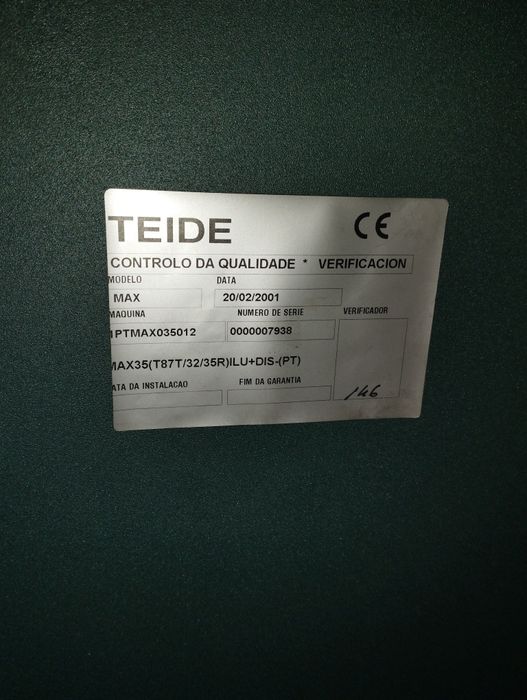 TEIDE CE
CONTROLO DA QUALIDADE * VERIFICACION
MODELO DATA
MAX 20/02/2001
MAQUINA NUMERO DE SERIE VERIFICADOR
1PTMAX035012 0000007938
MAX35(T87T/32/35R)ILU+DIS-(PT)
DATA DA INSTALACAO FIM DA GARANTIA
146